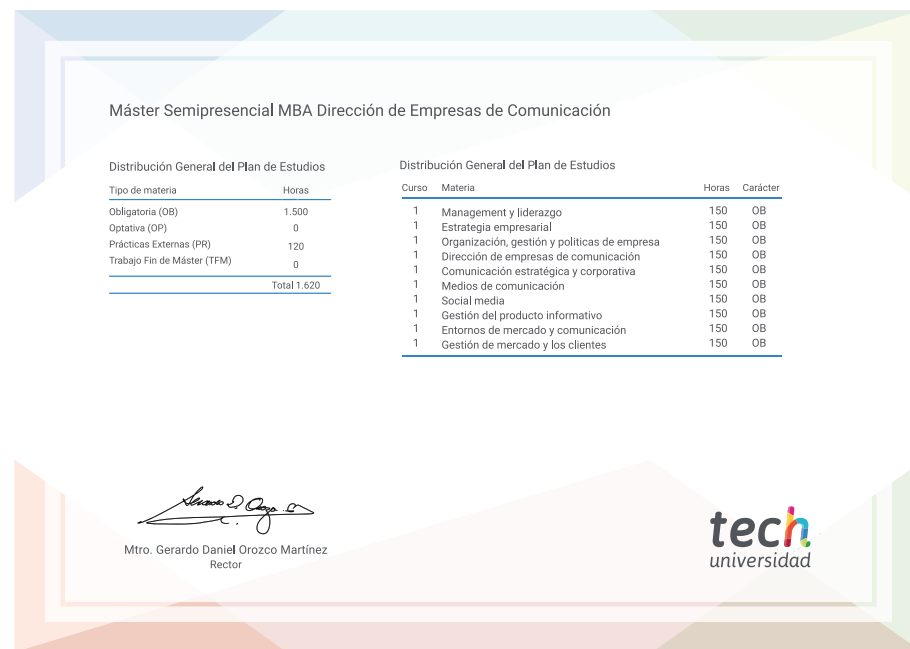 Máster Semipresencial MBA Dirección de Empresas de Comunicación
Distribución General del Plan de Estudios
Tipo de materia Horas
Obligatoria (OB) 1.500
Optativa (OP) 0
Prácticas Externas (PR) 120
Trabajo Fin de Máster (TFM) 0
Total 1.620
Distribución General del Plan de Estudios
Curso Materia Horas Carácter
1 Management y liderazgo 150 OB
1 Estrategia empresarial 150 OB
1 Organización, gestión y politicas de empresa 150 OB
1 Dirección de empresas de comunicación 150 OB
1 Comunicación estratégica y corporativa 150 OB
1 Medios de comunicación 150 OB
1 Social media 150 OB
1 Gestión del producto informativo 150 OB
1 Entornos de mercado y comunicación 150 OB
1 Gestión de mercado y los clientes 150 OB
Mtro. Gerardo Daniel Orozco Martínez
Rector
tech
universidad